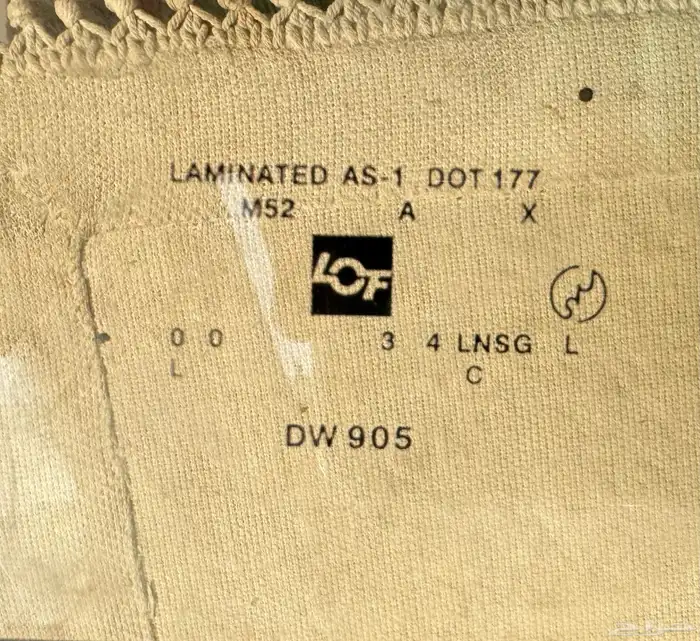 LAMINATED AS-1 DOT 177
M52 A X
LOF
0 0 3 4 LNSG L
L C
DW 905